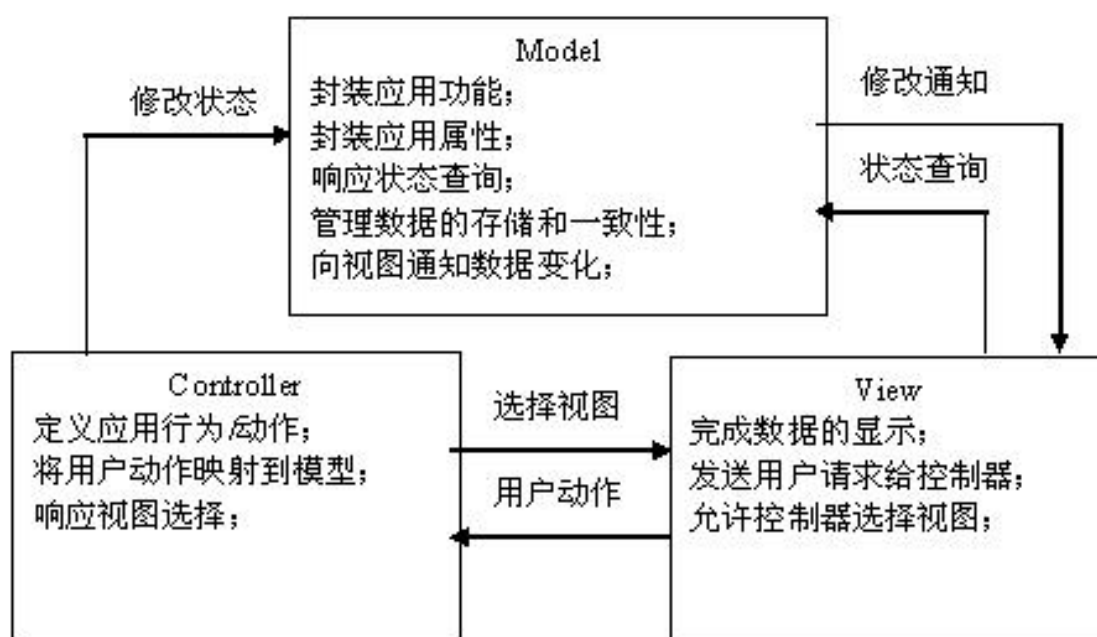 Model
封装应用功能；
封装应用属性；
响应状态查询；
管理数据的存储和一致性；
向视图通知数据变化；
修改状态
修改通知
状态查询
Controller
定义应用行为/动作；
将用户动作映射到模型；
响应视图选择；
选择视图
用户动作
View
完成数据的显示；
发送用户请求给控制器；
允许控制器选择视图；